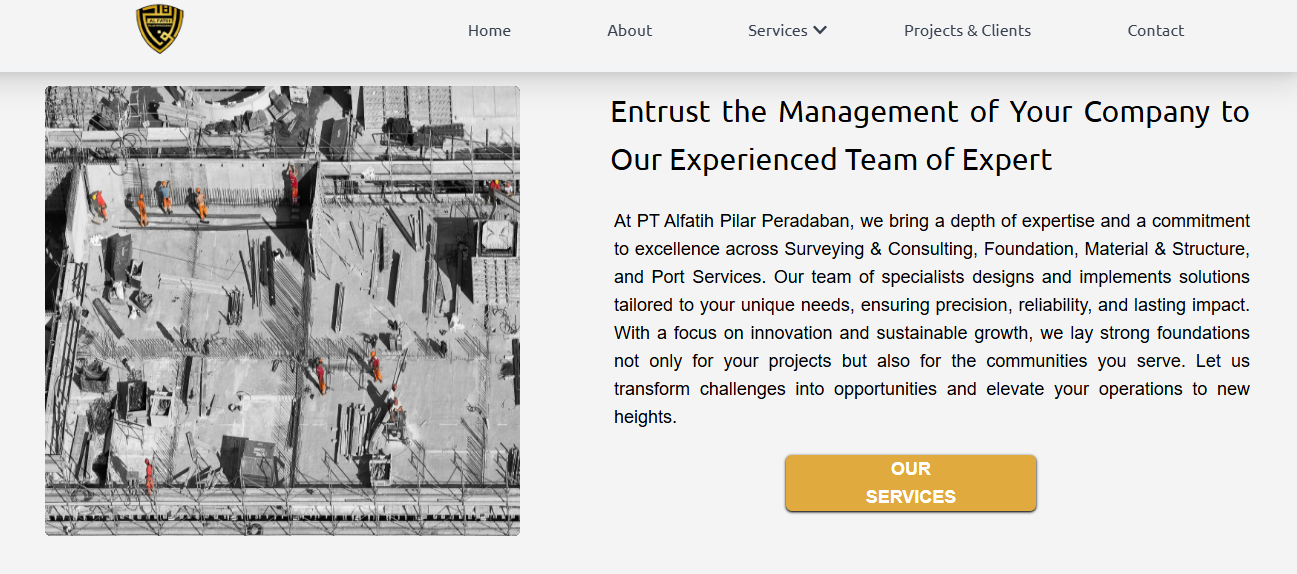 AL FATIH
Home About Services Projects & Clients Contact
Entrust the Management of Your Company to
Our Experienced Team of Expert
At PT Alfatih Pilar Peradaban, we bring a depth of expertise and a commitment
to excellence across Surveying & Consulting, Foundation, Material & Structure,
and Port Services. Our team of specialists designs and implements solutions
tailored to your unique needs, ensuring precision, reliability, and lasting impact.
With a focus on innovation and sustainable growth, we lay strong foundations
not only for your projects but also for the communities you serve. Let us
transform challenges into opportunities and elevate your operations to new
heights.
OUR
SERVICES